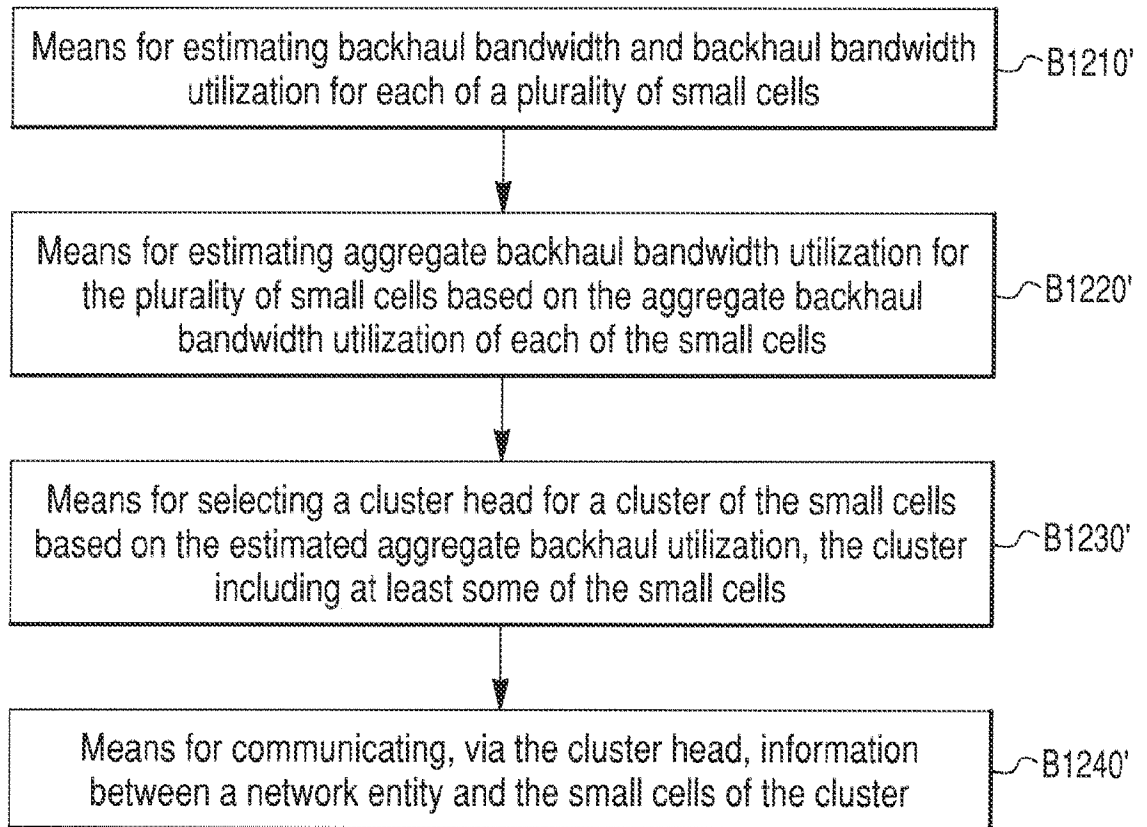 Means for estimating backhaul bandwidth and backhaul bandwidth
utilization for each of a plurality of small cells
B1210'
Means for estimating aggregate backhaul bandwidth utilization for
the plurality of small cells based on the aggregate backhaul
bandwidth utilization of each of the small cells
B1220'
Means for selecting a cluster head for a cluster of the small cells
based on the estimated aggregate backhaul utilization, the cluster
including at least some of the small cells
B1230'
Means for communicating, via the cluster head, information
between a network entity and the small cells of the cluster
B1240'